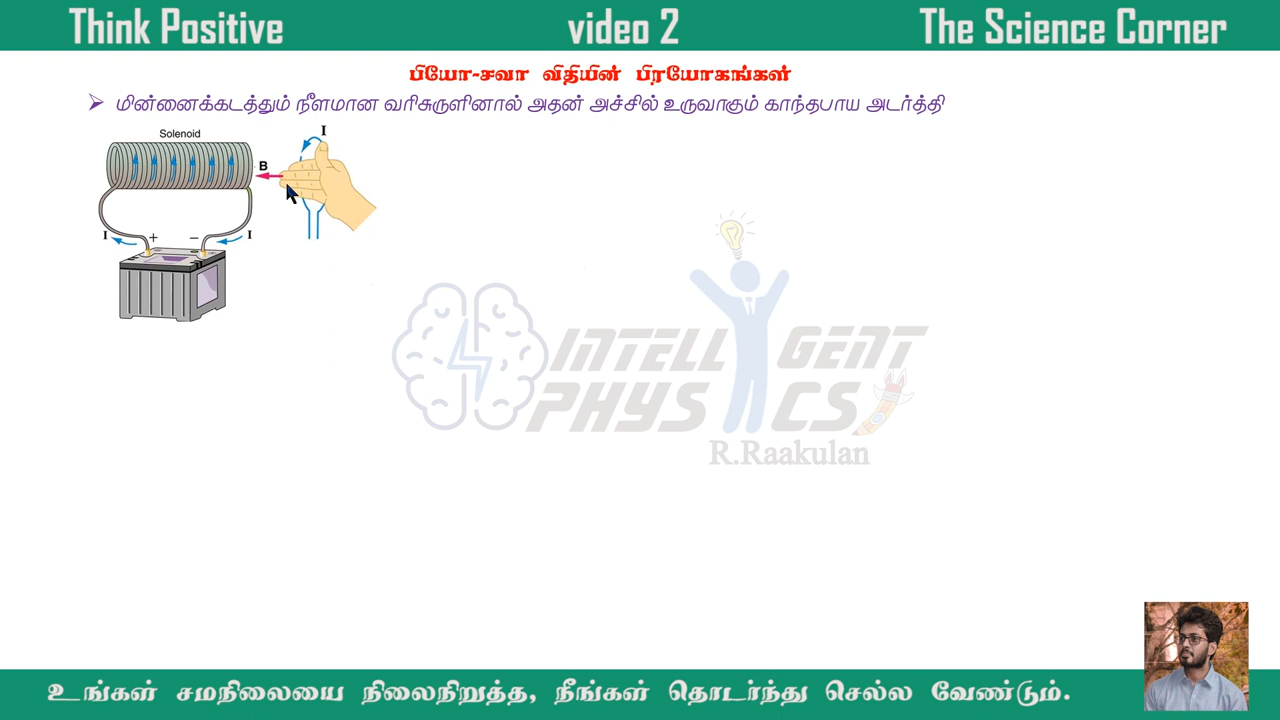 Think Positive
video 2
The Science Corner
பியோ-சவா விதியின் பிரயோகங்கள்
➢ மின்னைக்கடத்தும் நீளமான வரிசுருளினால் அதன் அச்சில் உருவாகும் காந்தபாய அடர்த்தி
Solenoid
I
B
I + − I
INTELLIGENT
PHYSICS
R.Raakulan
உங்கள் சமநிலையை நிலைநிறுத்த, நீங்கள் தொடர்ந்து செல்ல வேண்டும்.